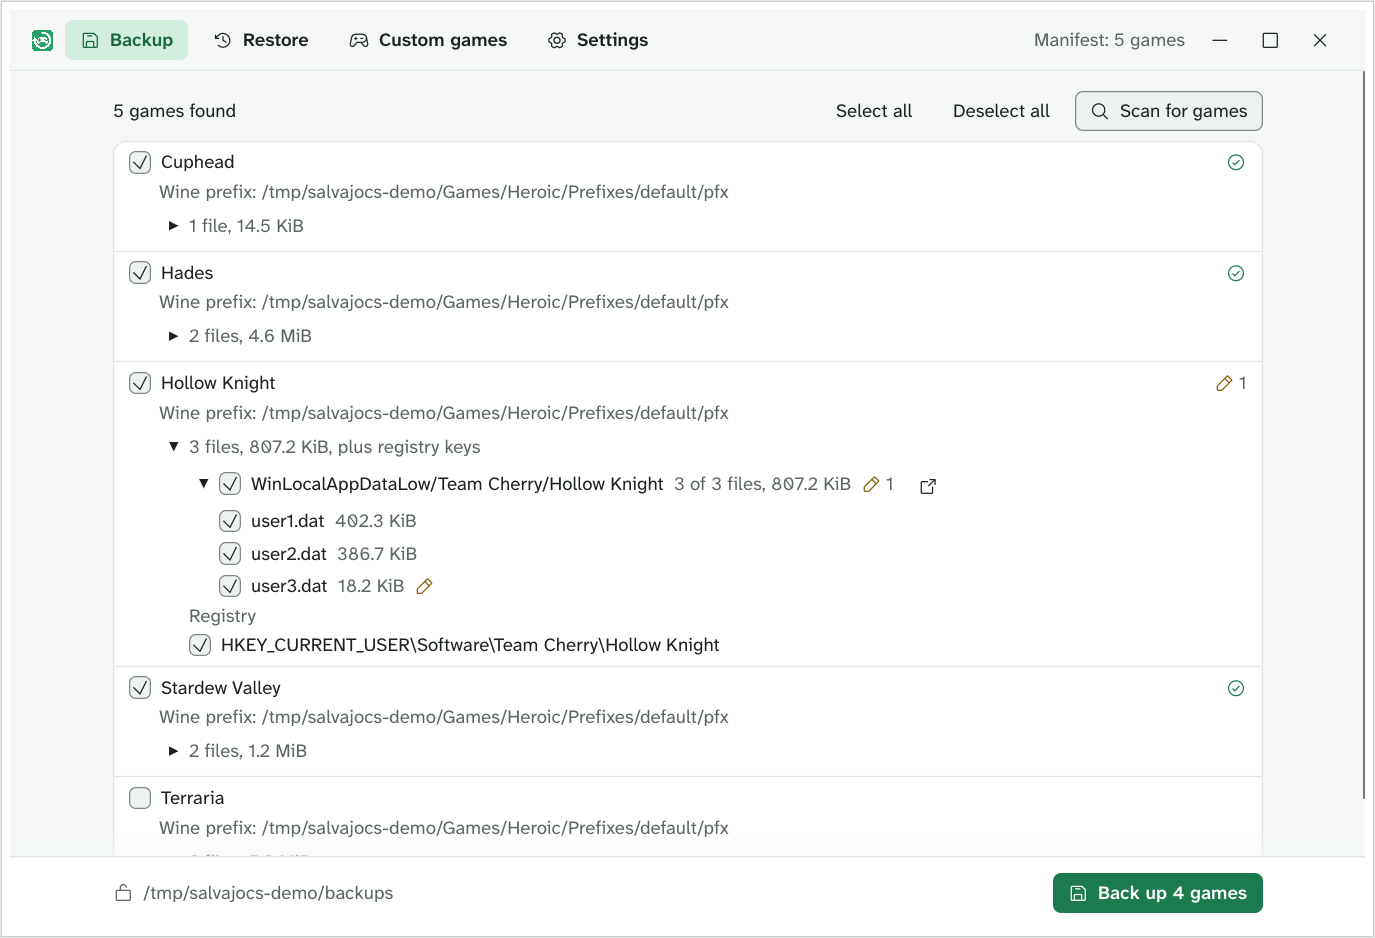 Backup Restore Custom games Settings Manifest: 5 games
5 games found Select all Deselect all Scan for games
Cuphead
Wine prefix: /tmp/salvajocs-demo/Games/Heroic/Prefixes/default/pfx
1 file, 14.5 KiB
Hades
Wine prefix: /tmp/salvajocs-demo/Games/Heroic/Prefixes/default/pfx
2 files, 4.6 MiB
Hollow Knight 1
Wine prefix: /tmp/salvajocs-demo/Games/Heroic/Prefixes/default/pfx
3 files, 807.2 KiB, plus registry keys
WinLocalAppDataLow/Team Cherry/Hollow Knight 3 of 3 files, 807.2 KiB 1
user1.dat 402.3 KiB
user2.dat 386.7 KiB
user3.dat 18.2 KiB
Registry
HKEY_CURRENT_USER\Software\Team Cherry\Hollow Knight
Stardew Valley
Wine prefix: /tmp/salvajocs-demo/Games/Heroic/Prefixes/default/pfx
2 files, 1.2 MiB
Terraria
Wine prefix: /tmp/salvajocs-demo/Games/Heroic/Prefixes/default/pfx
/tmp/salvajocs-demo/backups Back up 4 games